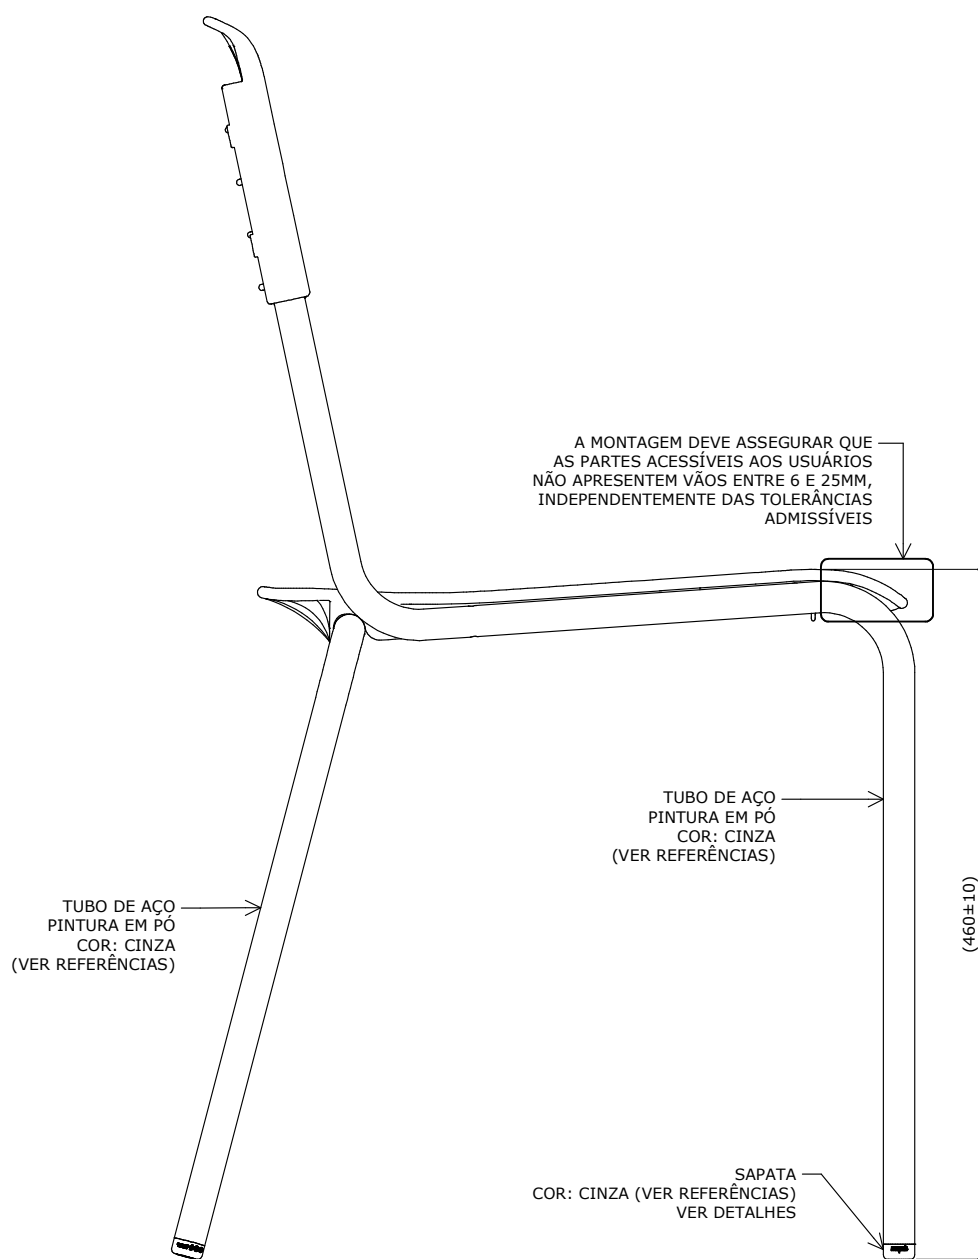 A MONTAGEM DEVE ASSEGURAR QUE
AS PARTES ACESSÍVEIS AOS USUÁRIOS
NÃO APRESENTEM VÃOS ENTRE 6 E 25MM,
INDEPENDENTEMENTE DAS TOLERÂNCIAS
ADMISSÍVEIS
TUBO DE AÇO
PINTURA EM PÓ
COR: CINZA
(VER REFERÊNCIAS)
(460±10)
TUBO DE AÇO
PINTURA EM PÓ
COR: CINZA
(VER REFERÊNCIAS)
SAPATA
COR: CINZA (VER REFERÊNCIAS)
VER DETALHES